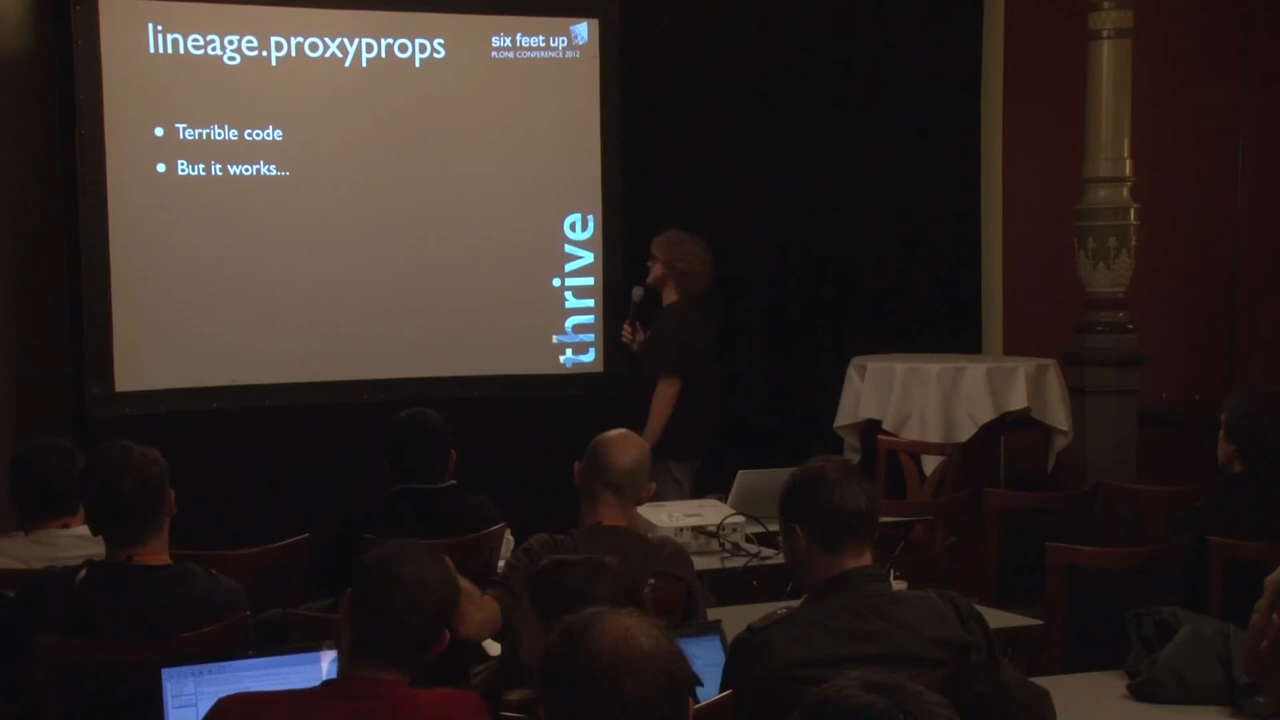 lineage.proxyprops
six feet up
PLONE CONFERENCE 2012
Terrible code
But it works...
thrive